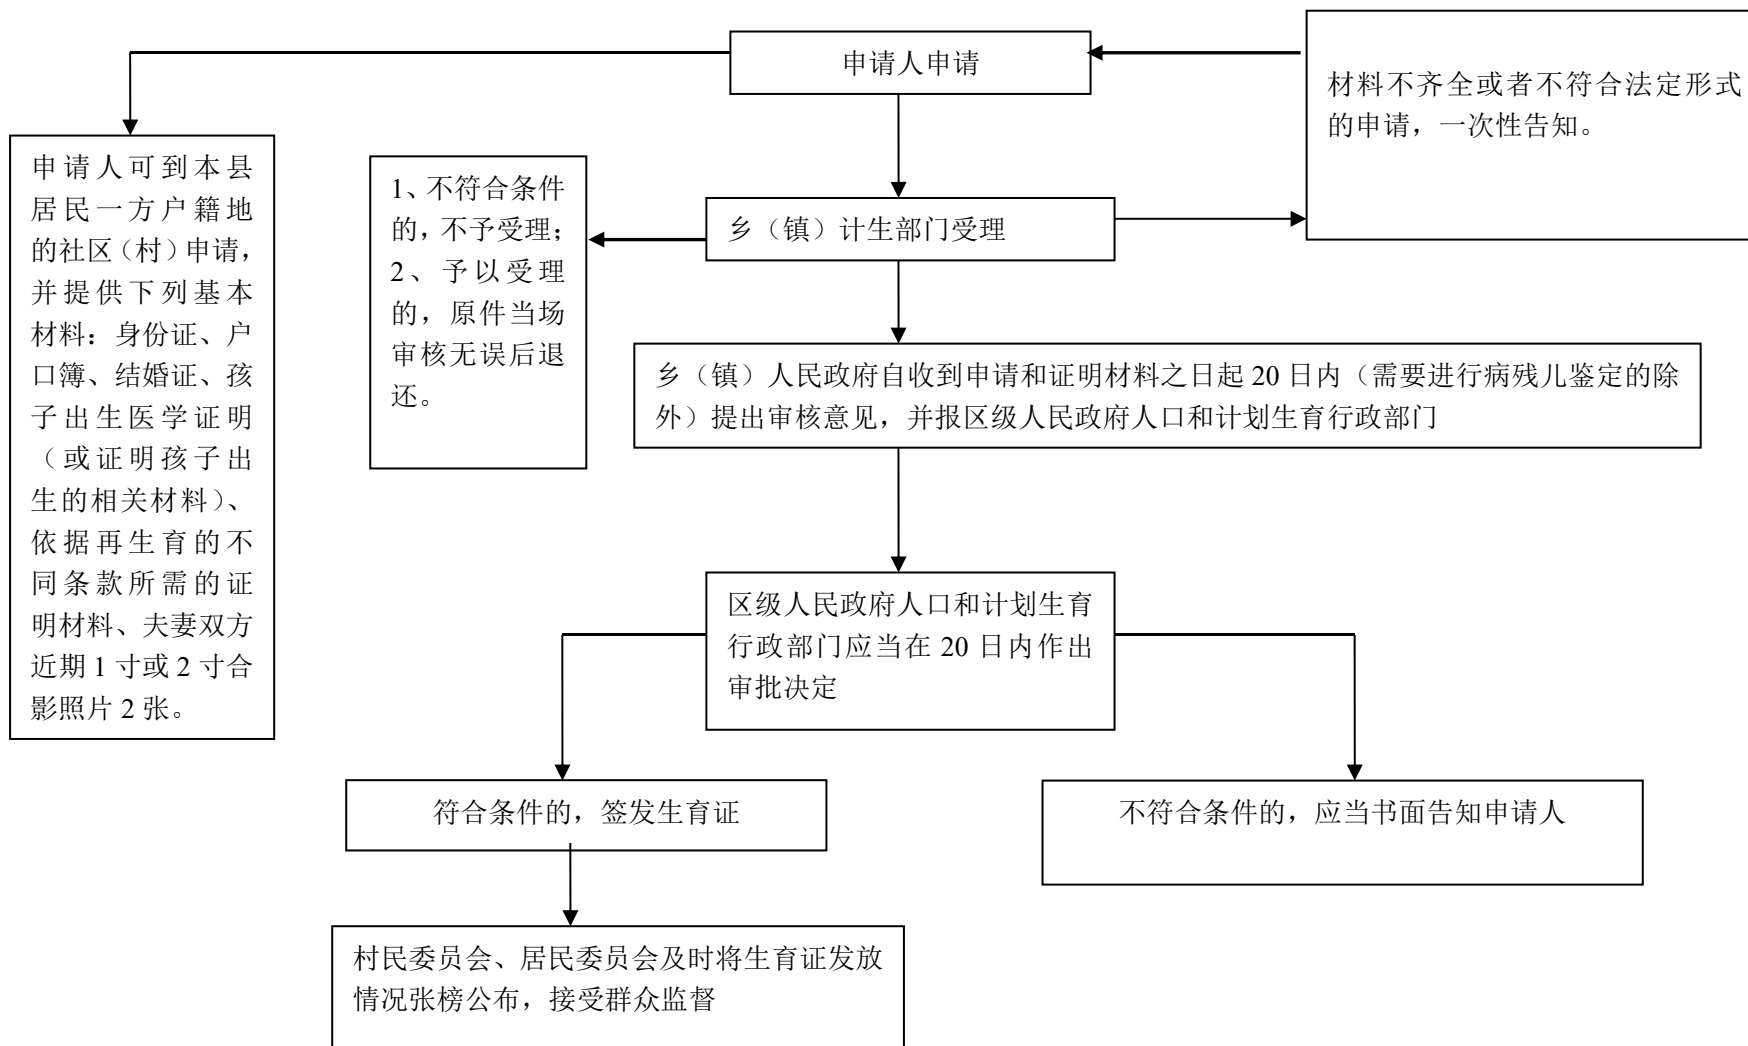 申请人申请
材料不齐全或者不符合法定形式
的申请，一次性告知。
申请人可到本县
居民一方户籍地
的社区（村）申请，
并提供下列基本
材料：身份证、户
口簿、结婚证、孩
子出生医学证明
（或证明孩子出
生的相关材料）、
依据再生育的不
同条款所需的证
明材料、夫妻双方
近期 1 寸或 2 寸合
影照片 2 张。
1、不符合条件
的，不予受理；
2、予以受理
的，原件当场
审核无误后退
还。
乡（镇）计生部门受理
乡（镇）人民政府自收到申请和证明材料之日起 20 日内（需要进行病残儿鉴定的除
外）提出审核意见，并报区级人民政府人口和计划生育行政部门
区级人民政府人口和计划生育
行政部门应当在 20 日内作出
审批决定
符合条件的，签发生育证
不符合条件的，应当书面告知申请人
村民委员会、居民委员会及时将生育证发放
情况张榜公布，接受群众监督